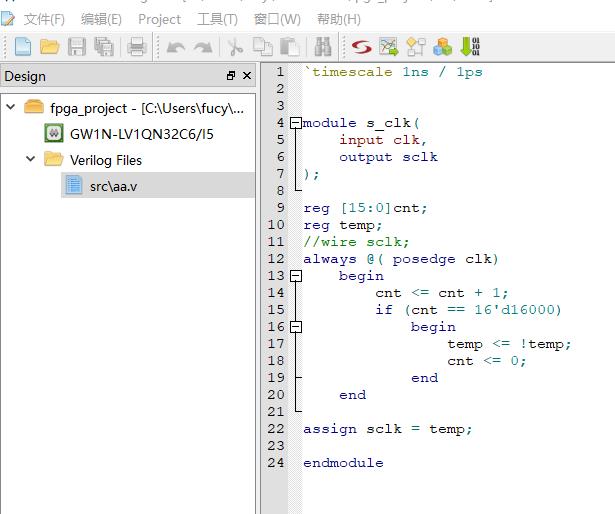 文件(F) 编辑(E) Project 工具(T) 窗口(W) 帮助(H)
Design
fpga_project - [C:\Users\fucy\...
GW1N-LV1QN32C6/I5
Verilog Files
src\aa.v
1 `timescale 1ns / 1ps
2
3
4 module s_clk(
5 input clk,
6 output sclk
7 );
8
9 reg [15:0]cnt;
10 reg temp;
11 //wire sclk;
12 always @( posedge clk)
13 begin
14 cnt <= cnt + 1;
15 if (cnt == 16'd16000)
16 begin
17 temp <= !temp;
18 cnt <= 0;
19 end
20 end
21
22 assign sclk = temp;
23
24 endmodule